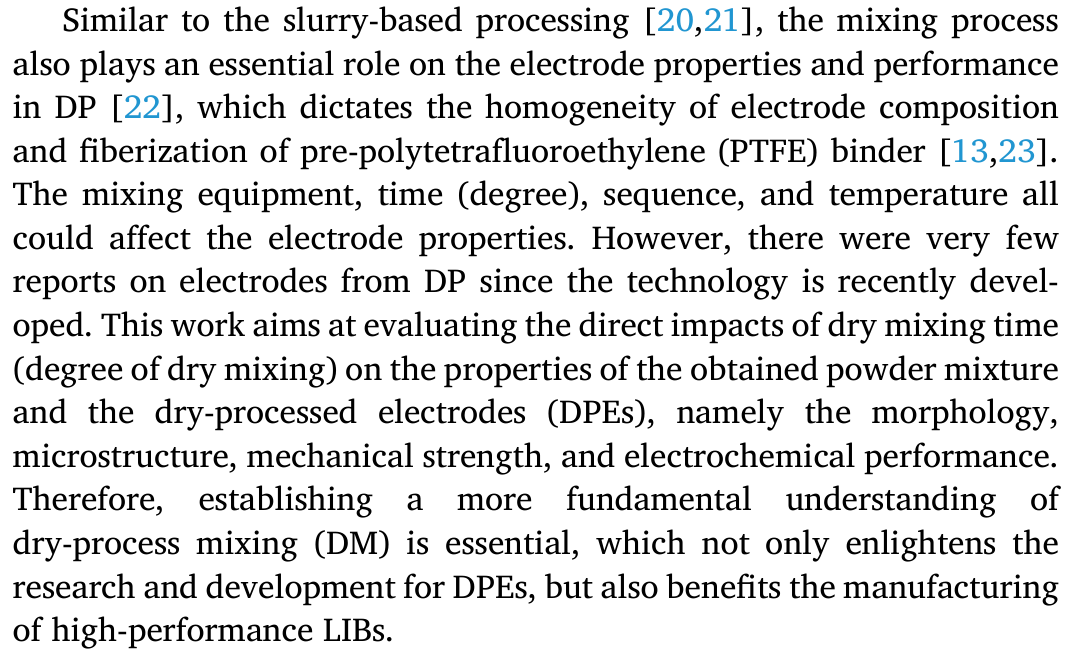 Similar to the slurry-based processing [20,21], the mixing process
also plays an essential role on the electrode properties and performance
in DP [22], which dictates the homogeneity of electrode composition
and fiberization of pre-polytetrafluoroethylene (PTFE) binder [13,23].
The mixing equipment, time (degree), sequence, and temperature all
could affect the electrode properties. However, there were very few
reports on electrodes from DP since the technology is recently devel-
oped. This work aims at evaluating the direct impacts of dry mixing time
(degree of dry mixing) on the properties of the obtained powder mixture
and the dry-processed electrodes (DPEs), namely the morphology,
microstructure, mechanical strength, and electrochemical performance.
Therefore, establishing a more fundamental understanding of
dry-process mixing (DM) is essential, which not only enlightens the
research and development for DPEs, but also benefits the manufacturing
of high-performance LIBs.